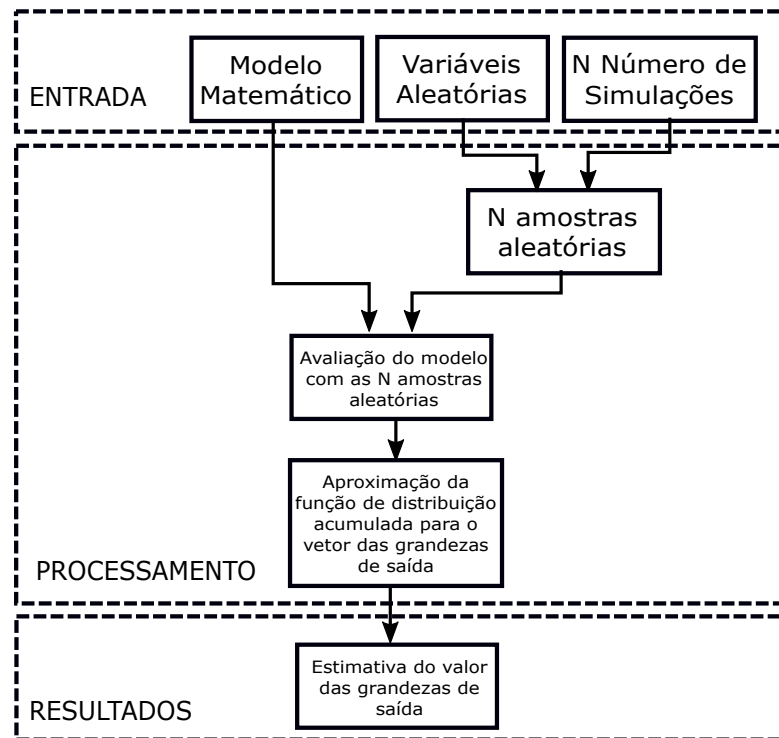 ENTRADA
Modelo
Matemático
Variáveis
Aleatórias
N Número de
Simulações
N amostras
aleatórias
Avaliação do modelo
com as N amostras
aleatórias
Aproximação da
função de distribuição
acumulada para o
vetor das grandezas
de saída
PROCESSAMENTO
Estimativa do valor
das grandezas de
saída
RESULTADOS